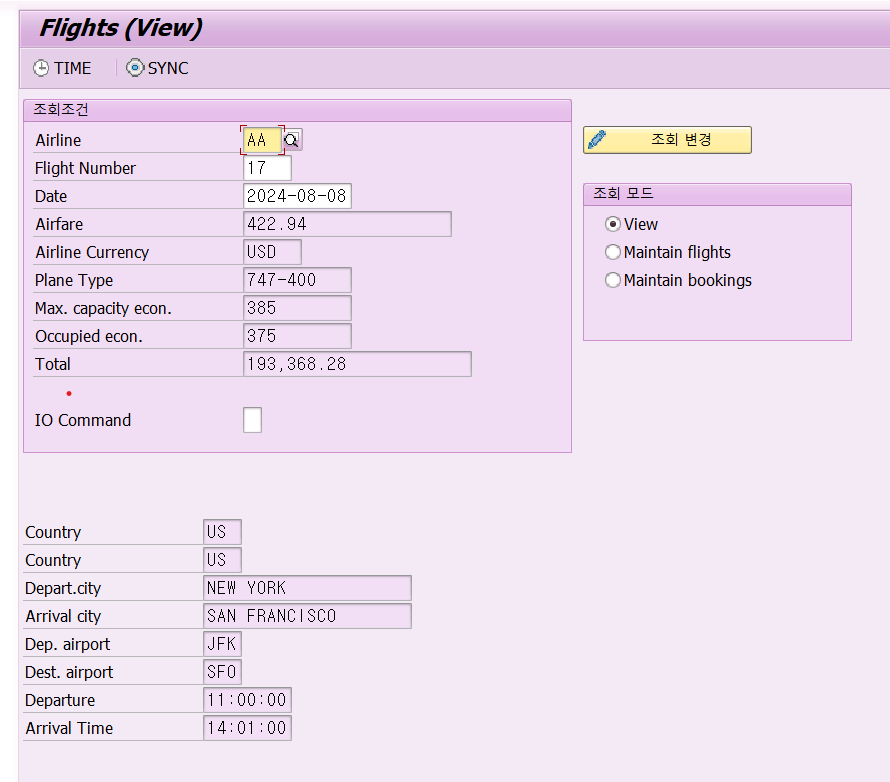 Flights (View)
TIME SYNC
조회조건
Airline AA
Flight Number 17
Date 2024-08-08
Airfare 422.94
Airline Currency USD
Plane Type 747-400
Max. capacity econ. 385
Occupied econ. 375
Total 193,368.28
IO Command
조회 변경
조회 모드
View
Maintain flights
Maintain bookings
Country US
Country US
Depart.city NEW YORK
Arrival city SAN FRANCISCO
Dep. airport JFK
Dest. airport SFO
Departure 11:00:00
Arrival Time 14:01:00